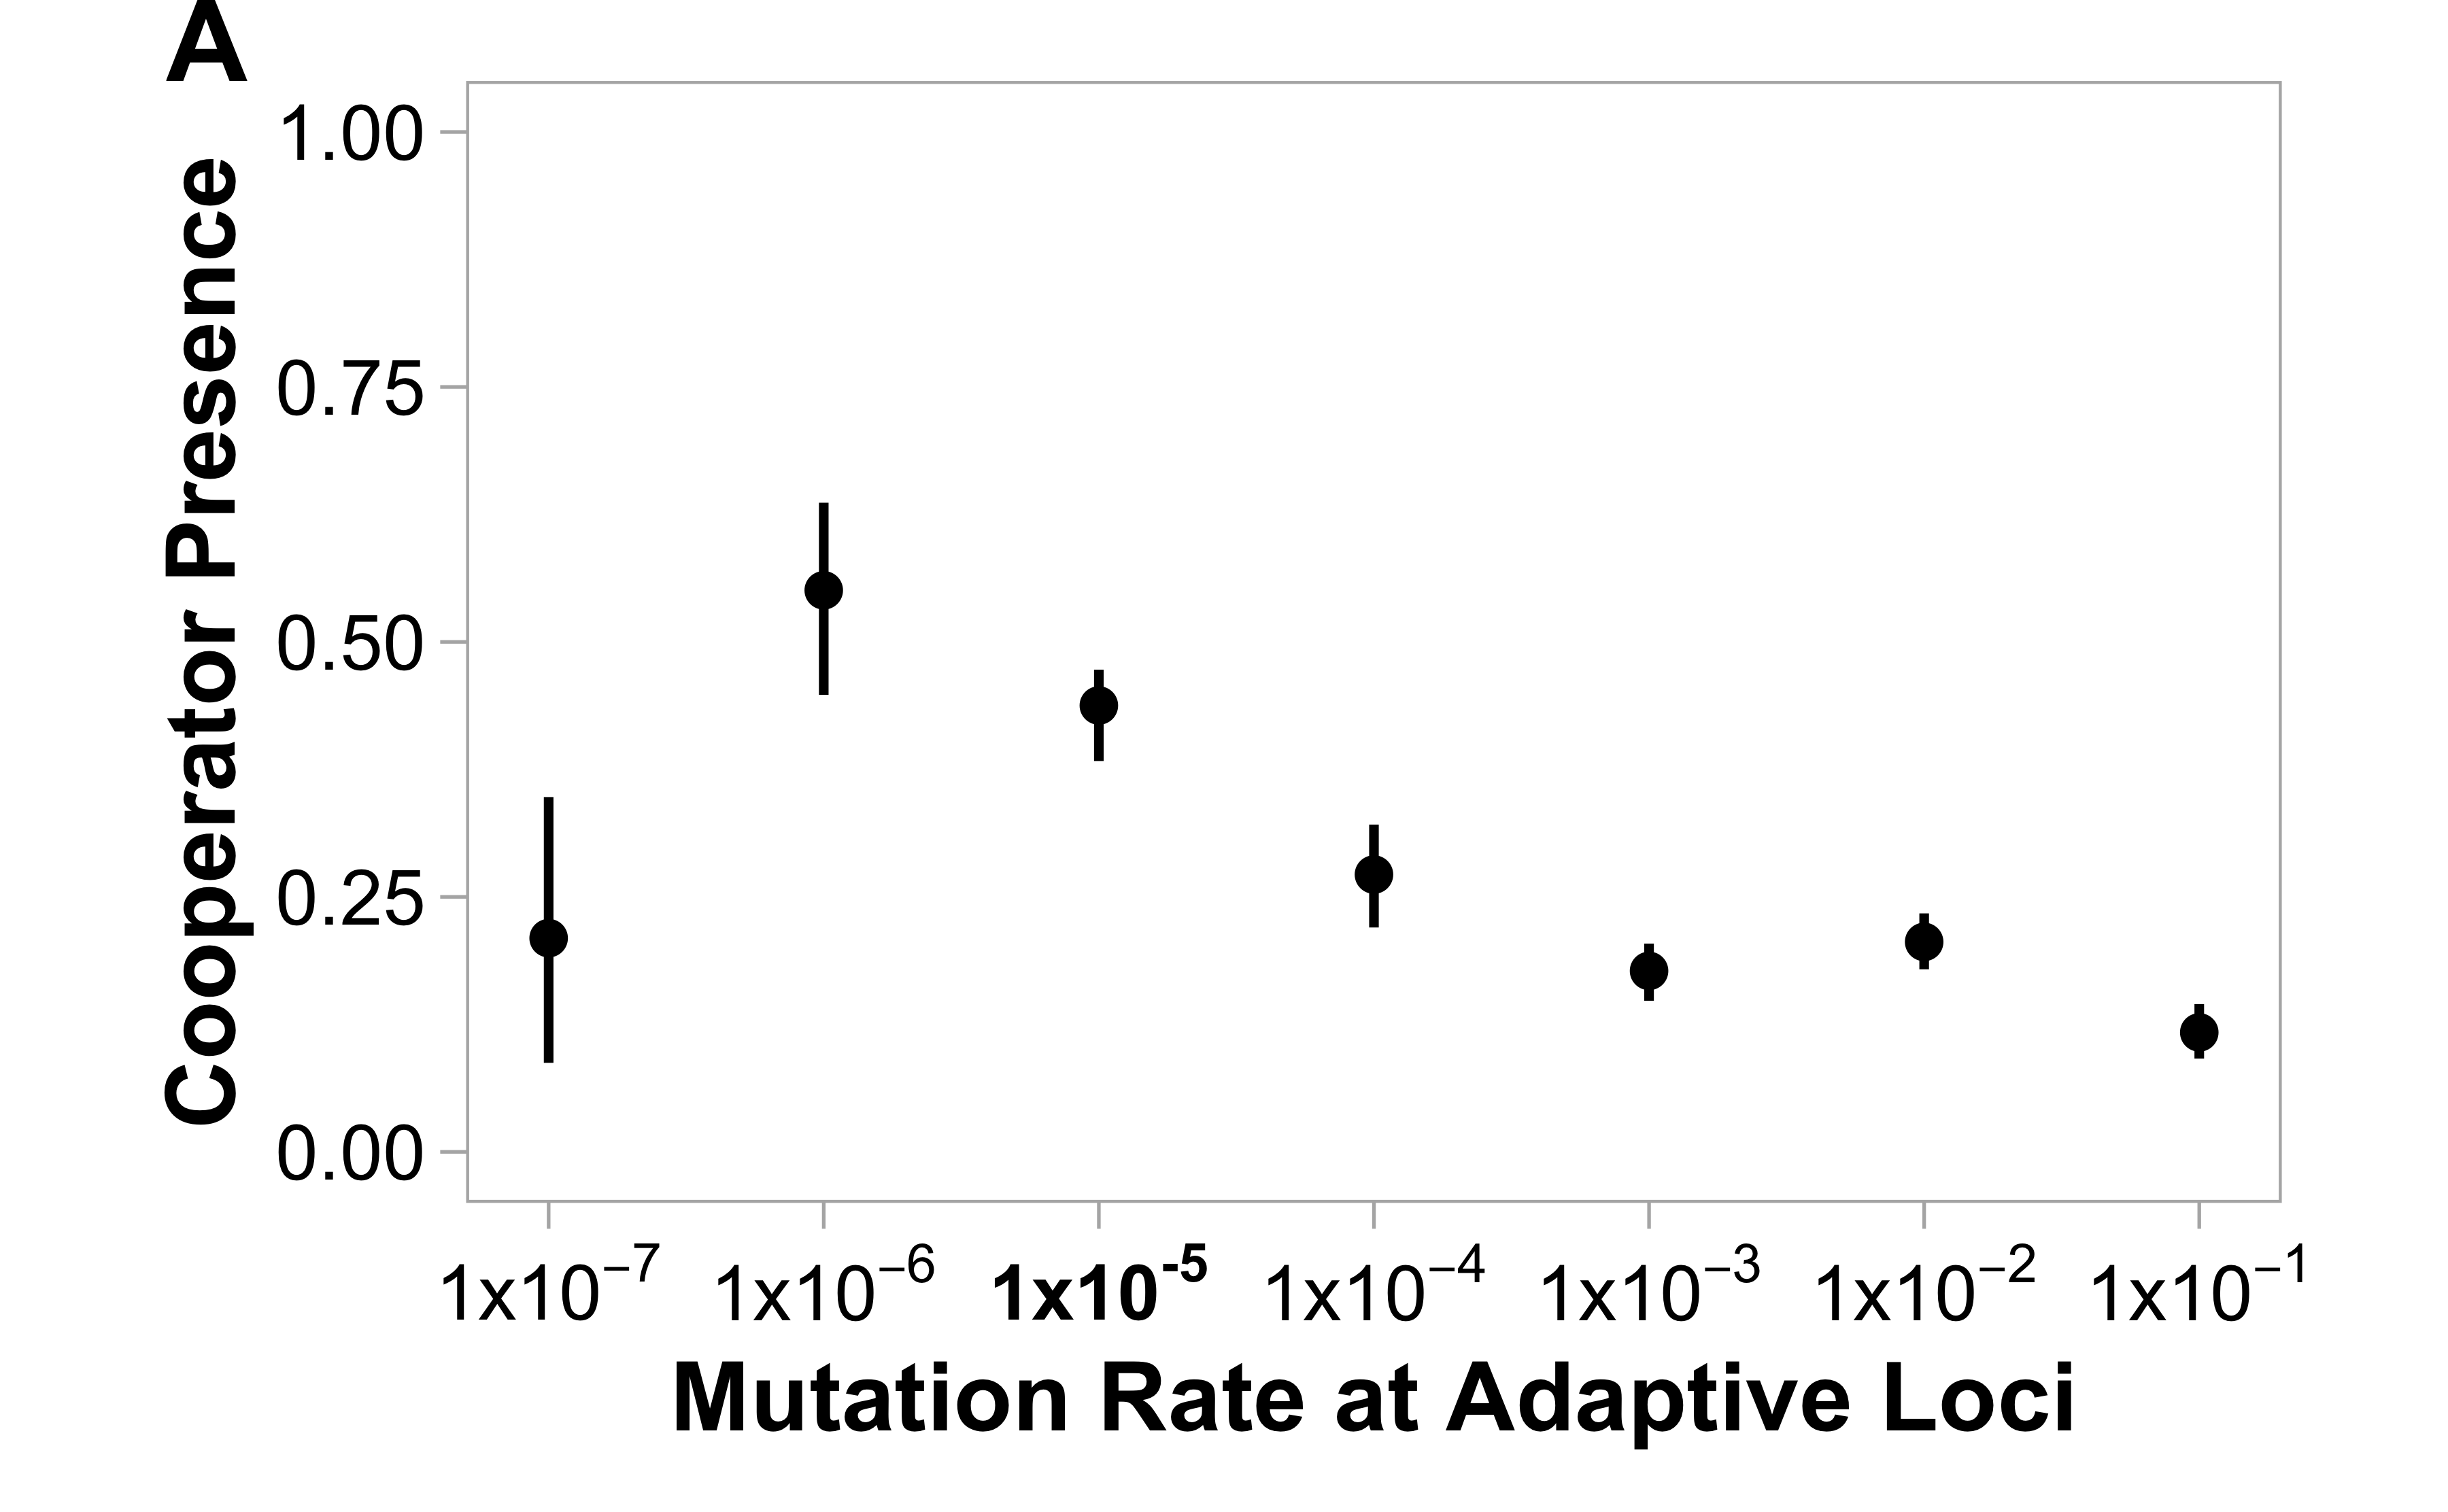 A
Cooperator Presence
1.00
0.75
0.50
0.25
0.00
1x10⁻⁷ 1x10⁻⁶ 1x10⁻⁵ 1x10⁻⁴ 1x10⁻³ 1x10⁻² 1x10⁻¹
Mutation Rate at Adaptive Loci